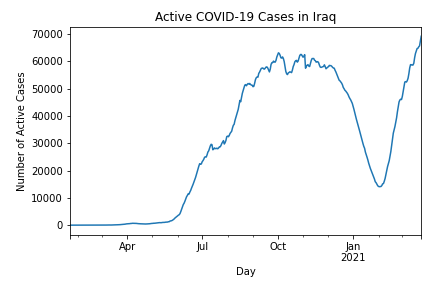 Active COVID-19 Cases in Iraq
70000
60000
50000
40000
30000
20000
10000
0
Number of Active Cases
Apr
Jul
Oct
Jan
2021
Day